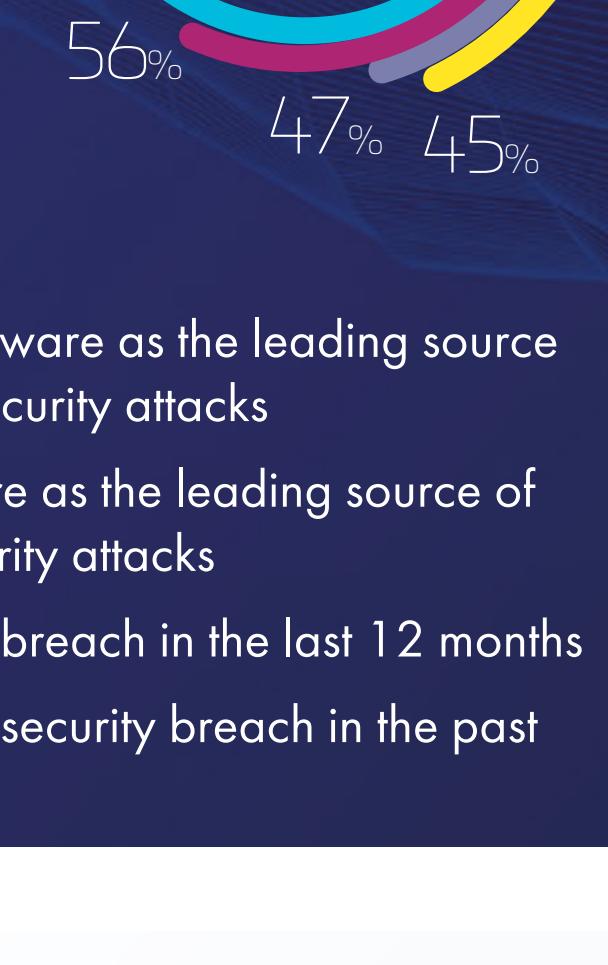 56%
47%
45%
ware as the leading source
curity attacks
re as the leading source of
rity attacks
breach in the last 12 months
security breach in the past